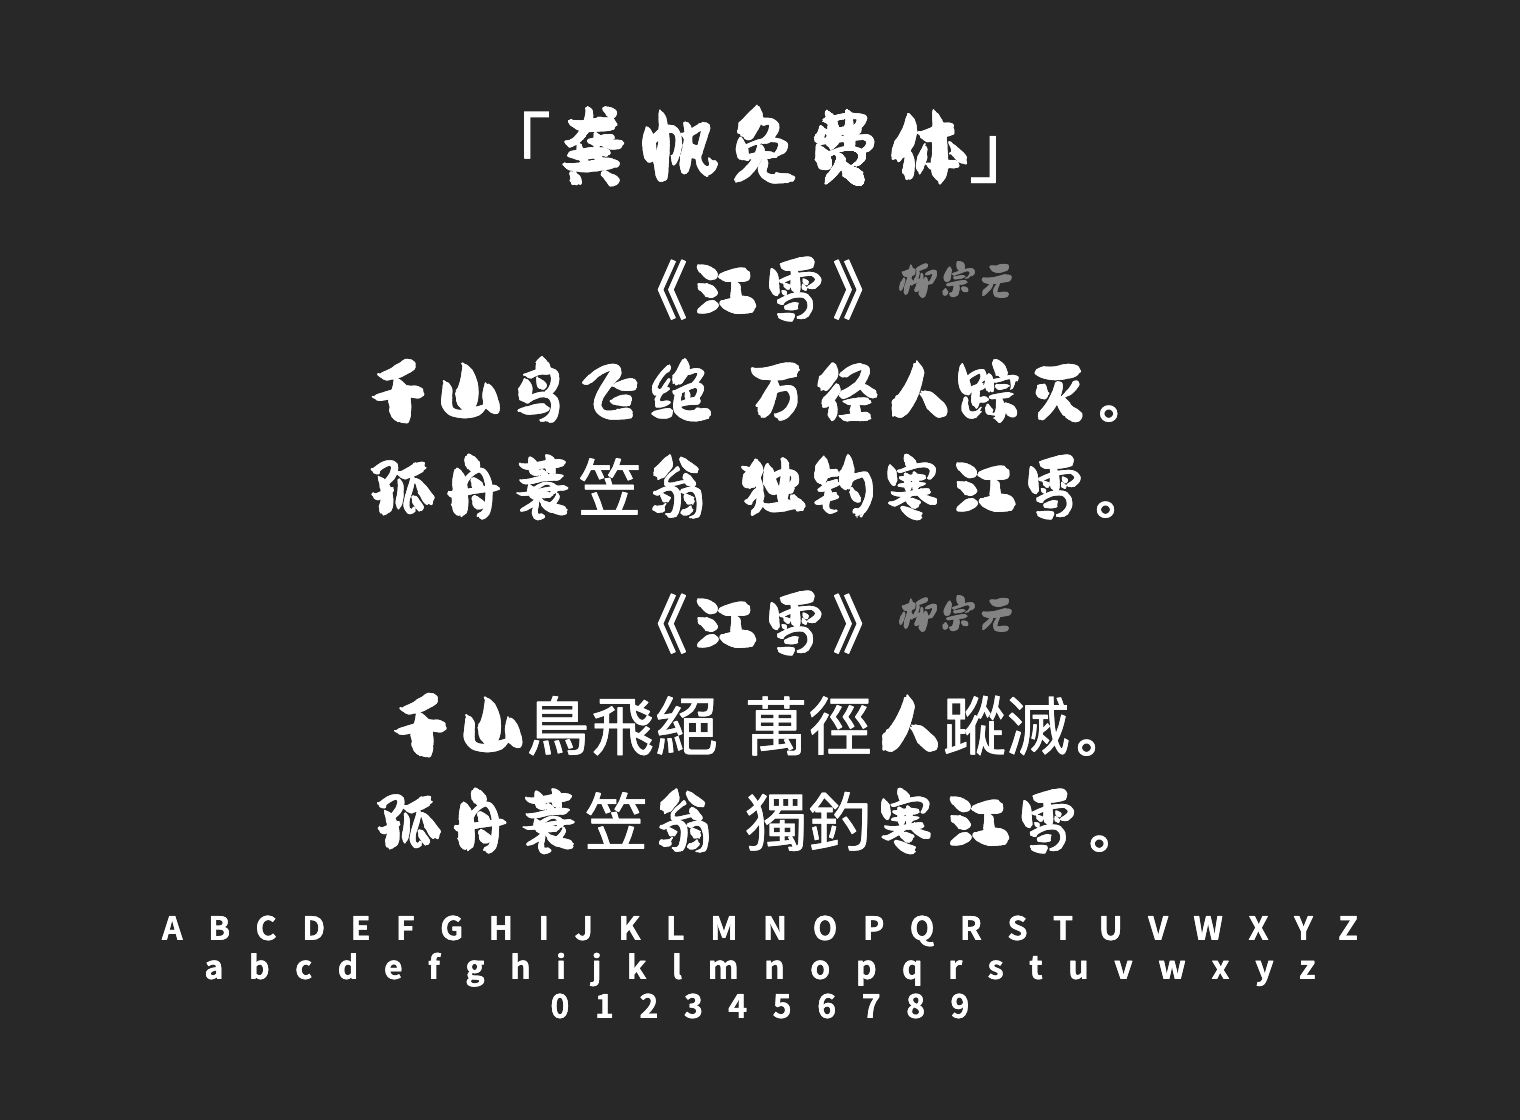 「龚帆免费体」
《江雪》 柳宗元
千山鸟飞绝 万径人踪灭。
孤舟蓑笠翁 独钓寒江雪。
《江雪》 柳宗元
千山鳥飛絕 萬徑人蹤滅。
孤舟蓑笠翁 獨釣寒江雪。
A B C D E F G H I J K L M N O P Q R S T U V W X Y Z
a b c d e f g h i j k l m n o p q r s t u v w x y z
0 1 2 3 4 5 6 7 8 9